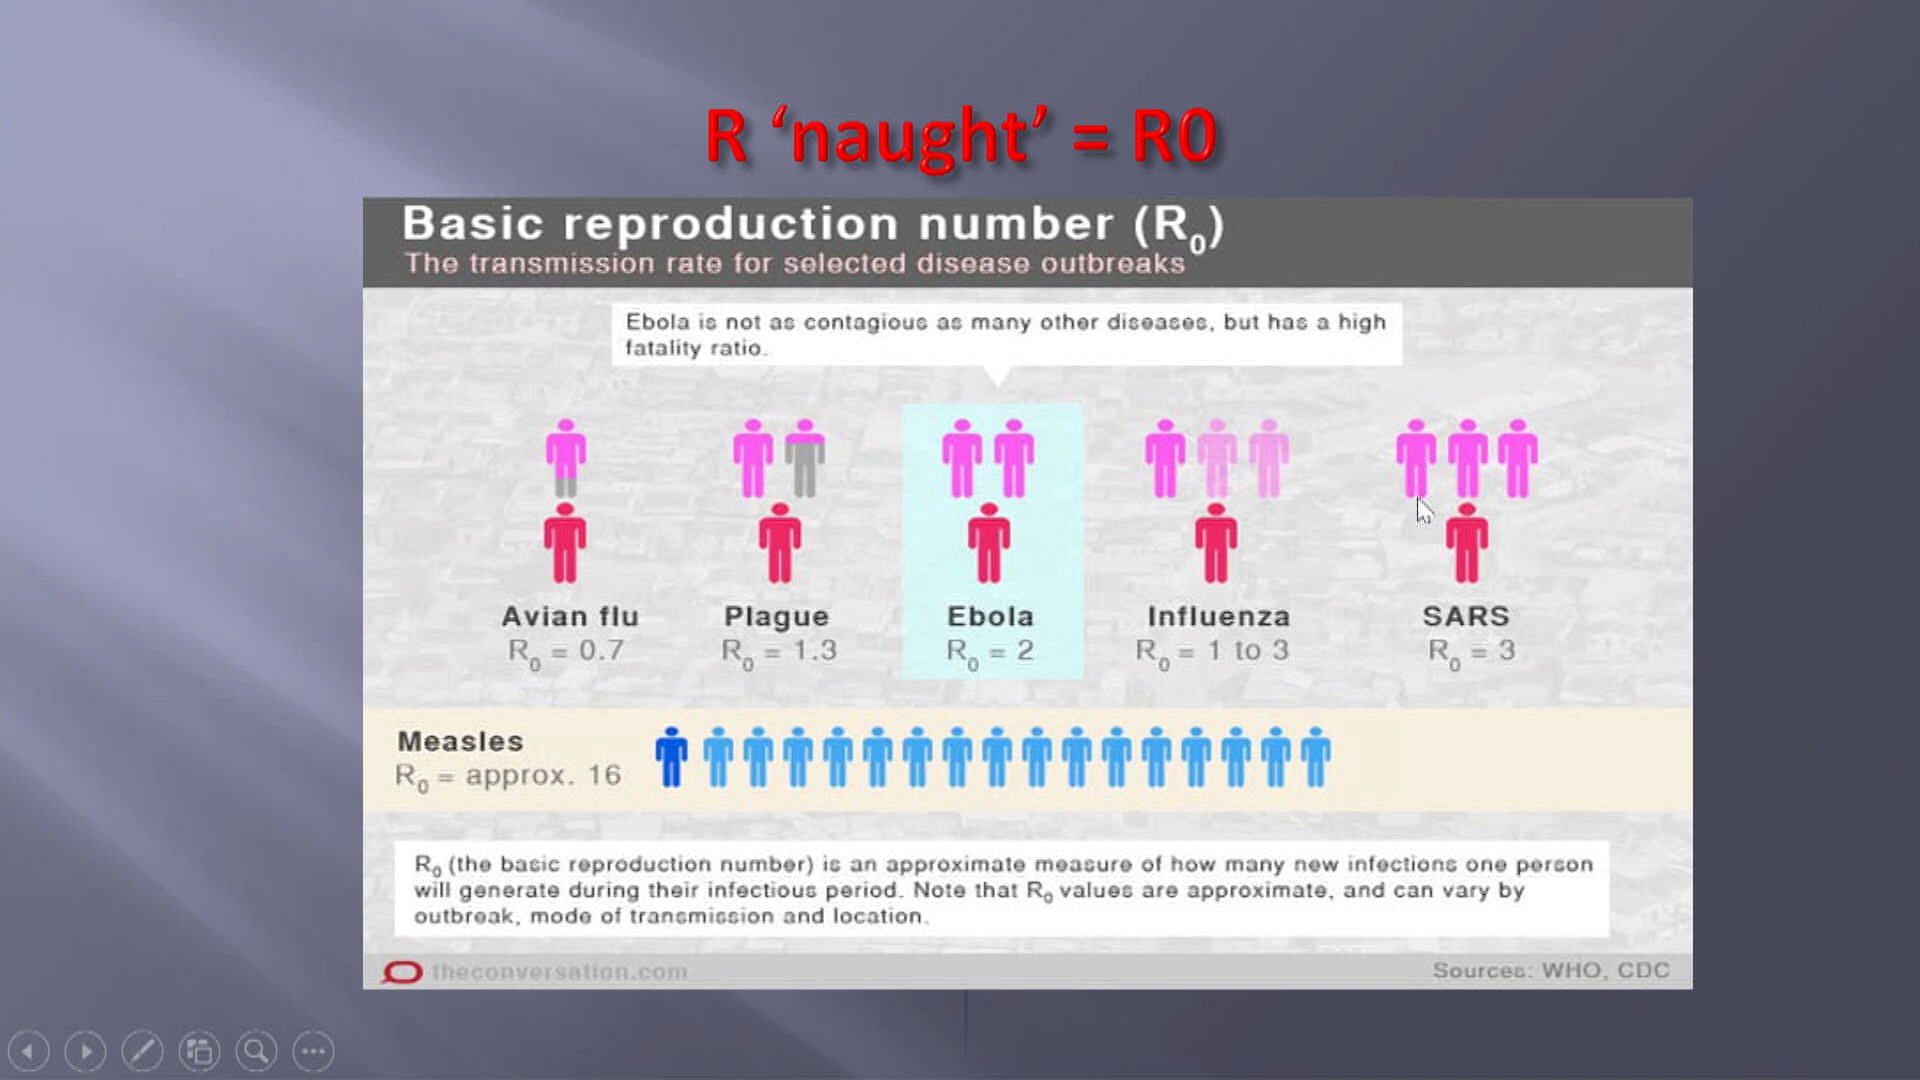 R ‘naught’ = R0
Basic reproduction number (R0)
The transmission rate for selected disease outbreaks
Ebola is not as contagious as many other diseases, but has a high
fatality ratio.
Avian flu
R0 = 0.7
Plague
R0 = 1.3
Ebola
R0 = 2
Influenza
R0 = 1 to 3
SARS
R0 = 3
Measles
R0 = approx. 16
R0 (the basic reproduction number) is an approximate measure of how many new infections one person
will generate during their infectious period. Note that R0 values are approximate, and can vary by
outbreak, mode of transmission and location.
theconversation.com
Sources: WHO, CDC